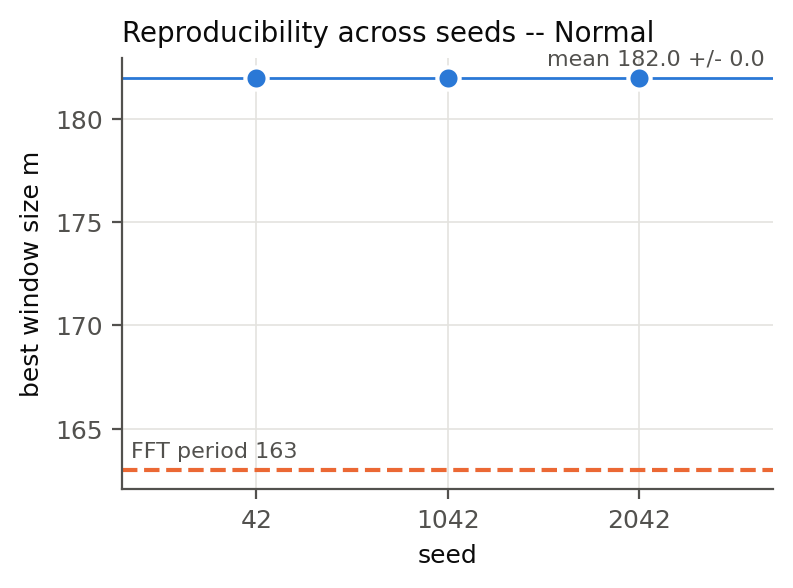 Reproducibility across seeds -- Normal
mean 182.0 +/- 0.0
180
175
170
165
best window size m
FFT period 163
42
1042
2042
seed